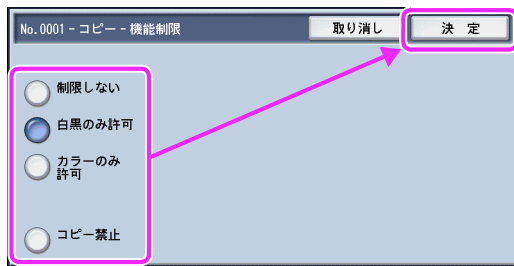 No.0001-コピー-機能制限
取り消し
決 定
制限しない
白黒のみ許可
カラーのみ
許可
コピー禁止